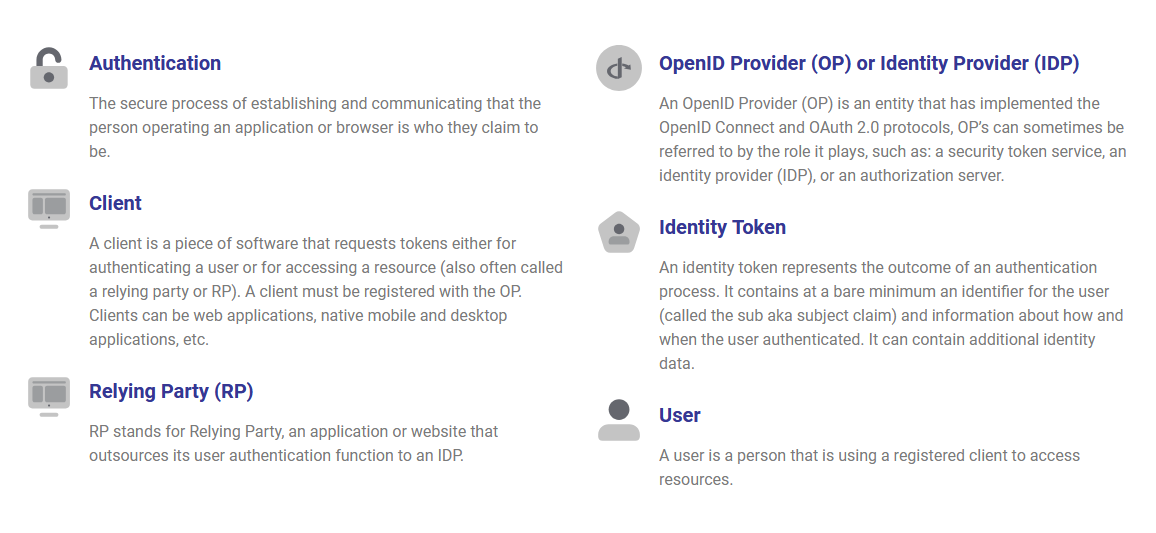 Authentication
The secure process of establishing and communicating that the
person operating an application or browser is who they claim to
be.
Client
A client is a piece of software that requests tokens either for
authenticating a user or for accessing a resource (also often called
a relying party or RP). A client must be registered with the OP.
Clients can be web applications, native mobile and desktop
applications, etc.
Relying Party (RP)
RP stands for Relying Party, an application or website that
outsources its user authentication function to an IDP.
OpenID Provider (OP) or Identity Provider (IDP)
An OpenID Provider (OP) is an entity that has implemented the
OpenID Connect and OAuth 2.0 protocols, OP’s can sometimes be
referred to by the role it plays, such as: a security token service, an
identity provider (IDP), or an authorization server.
Identity Token
An identity token represents the outcome of an authentication
process. It contains at a bare minimum an identifier for the user
(called the sub aka subject claim) and information about how and
when the user authenticated. It can contain additional identity
data.
User
A user is a person that is using a registered client to access
resources.